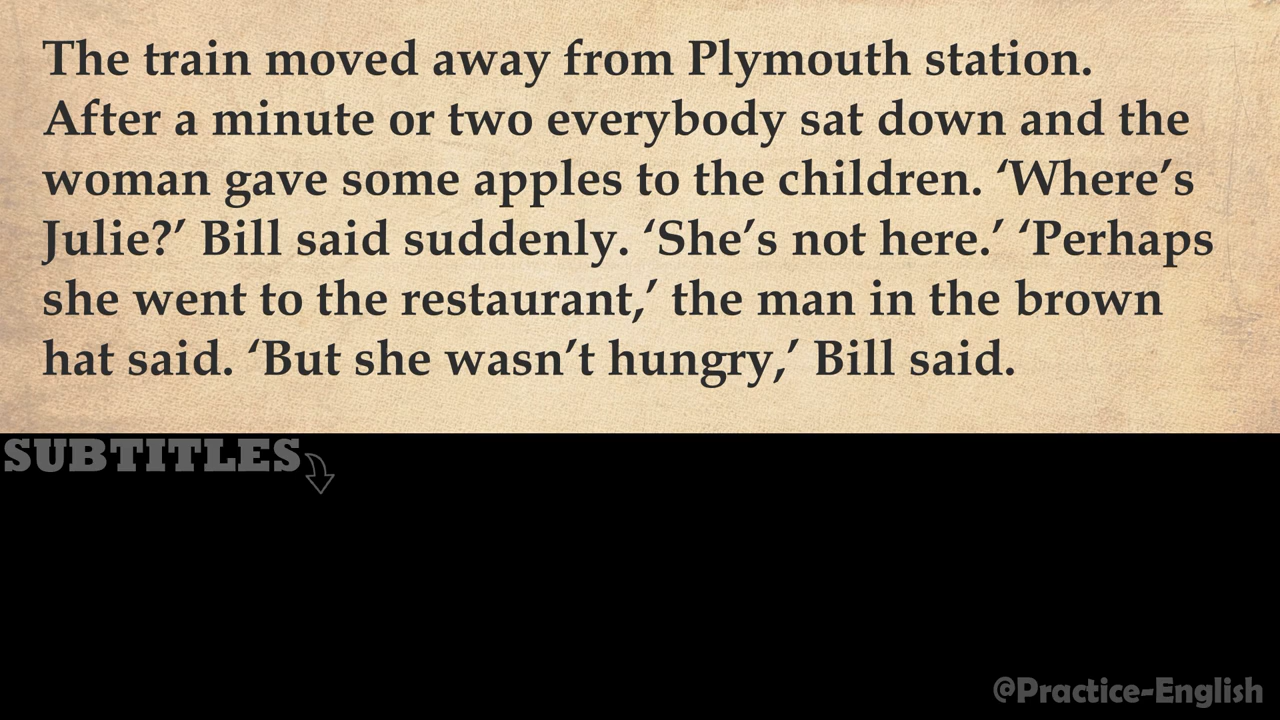 The train moved away from Plymouth station.
After a minute or two everybody sat down and the
woman gave some apples to the children. ‘Where’s
Julie?’ Bill said suddenly. ‘She’s not here.’ ‘Perhaps
she went to the restaurant,’ the man in the brown
hat said. ‘But she wasn’t hungry,’ Bill said.
SUBTITLES
@Practice-English